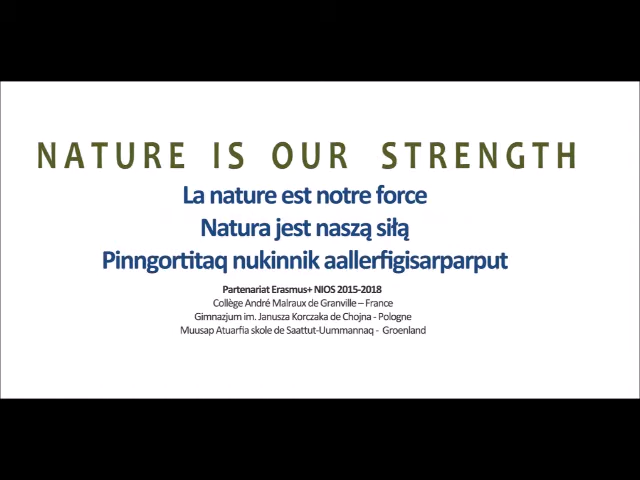 NATURE IS OUR STRENGTH
La nature est notre force
Natura jest naszą siłą
Pinngortitaq nukinnik aallerfigisarparput
Partenariat Erasmus+ NIOS 2015-2018
Collège André Malraux de Granville – France
Gimnazjum im. Janusza Korczaka de Chojna - Pologne
Muusap Atuarfia skole de Saattut-Uummannaq - Groenland